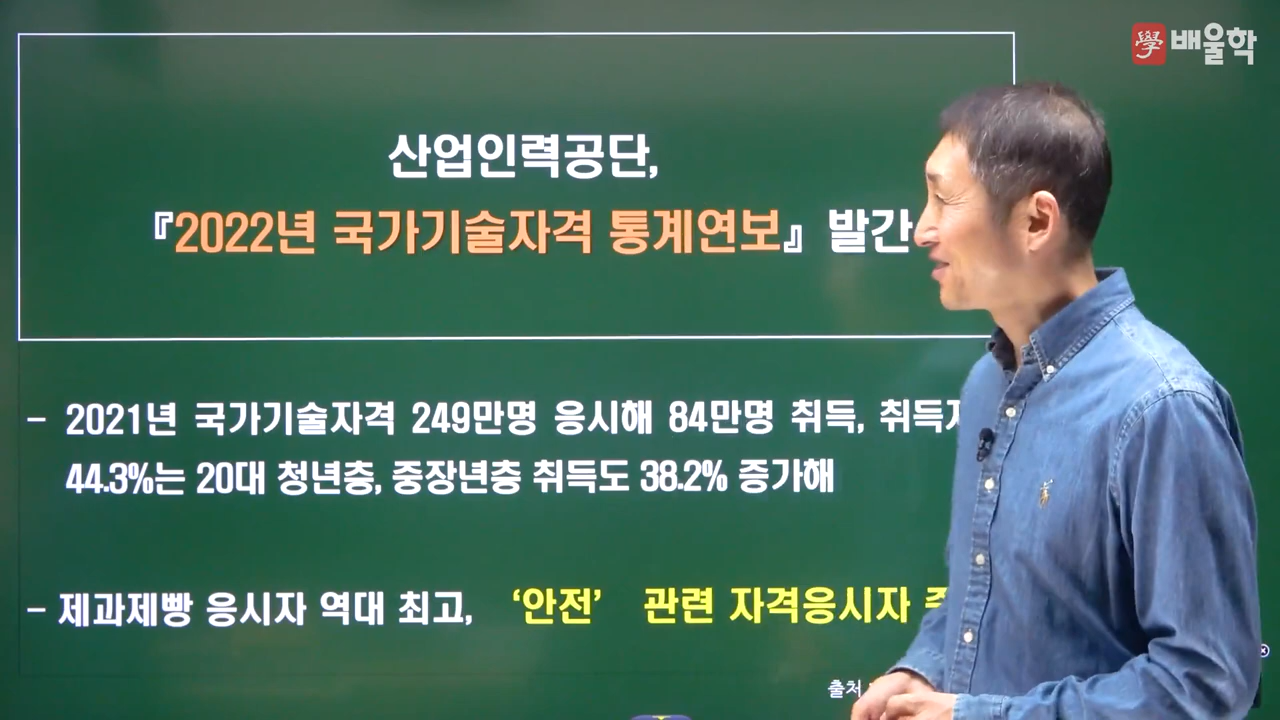 學 배울학
산업인력공단,
『2022년 국가기술자격 통계연보』 발간
- 2021년 국가기술자격 249만명 응시해 84만명 취득,
44.3%는 20대 청년층, 중장년층 취득도 38.2% 증가해
- 제과제빵 응시자 역대 최고, ‘안전’ 관련 자격응시자
출처